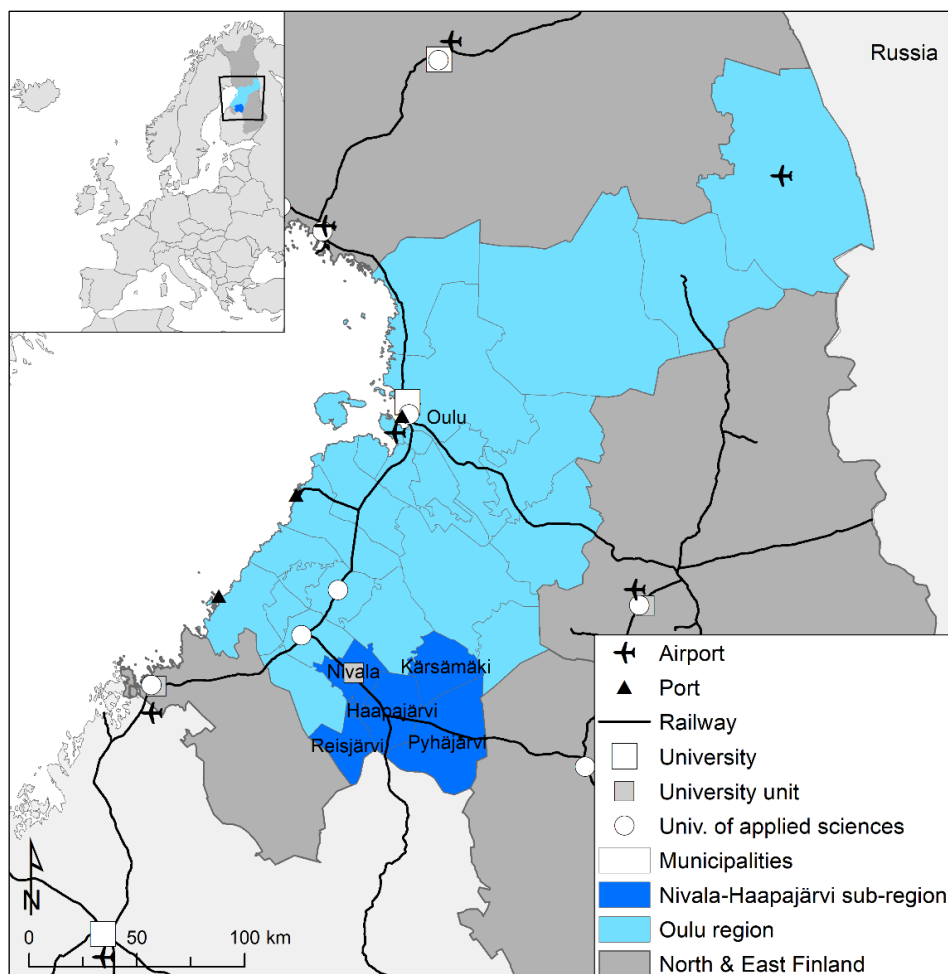 Russia
Oulu
Nivala
Kärsämäki
Haapajärvi
Reisjärvi
Pyhäjärvi
N
0 50 100 km
Airport
Port
Railway
University
University unit
Univ. of applied sciences
Municipalities
Nivala-Haapajärvi sub-region
Oulu region
North & East Finland